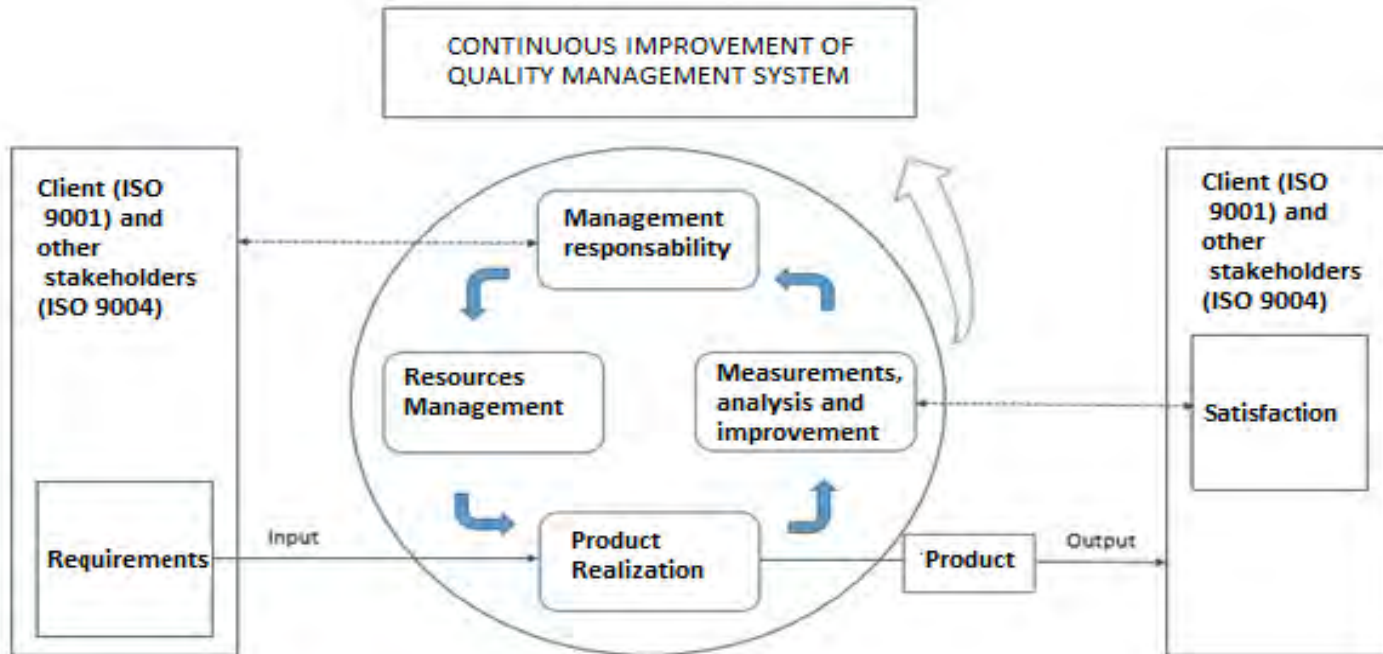 CONTINUOUS IMPROVEMENT OF
QUALITY MANAGEMENT SYSTEM
Client (ISO
9001) and
other
stakeholders
(ISO 9004)
Requirements
Input
Management
responsability
Resources
Management
Measurements,
analysis and
improvement
Product
Realization
Product
Output
Client (ISO
9001) and
other
stakeholders
(ISO 9004)
Satisfaction